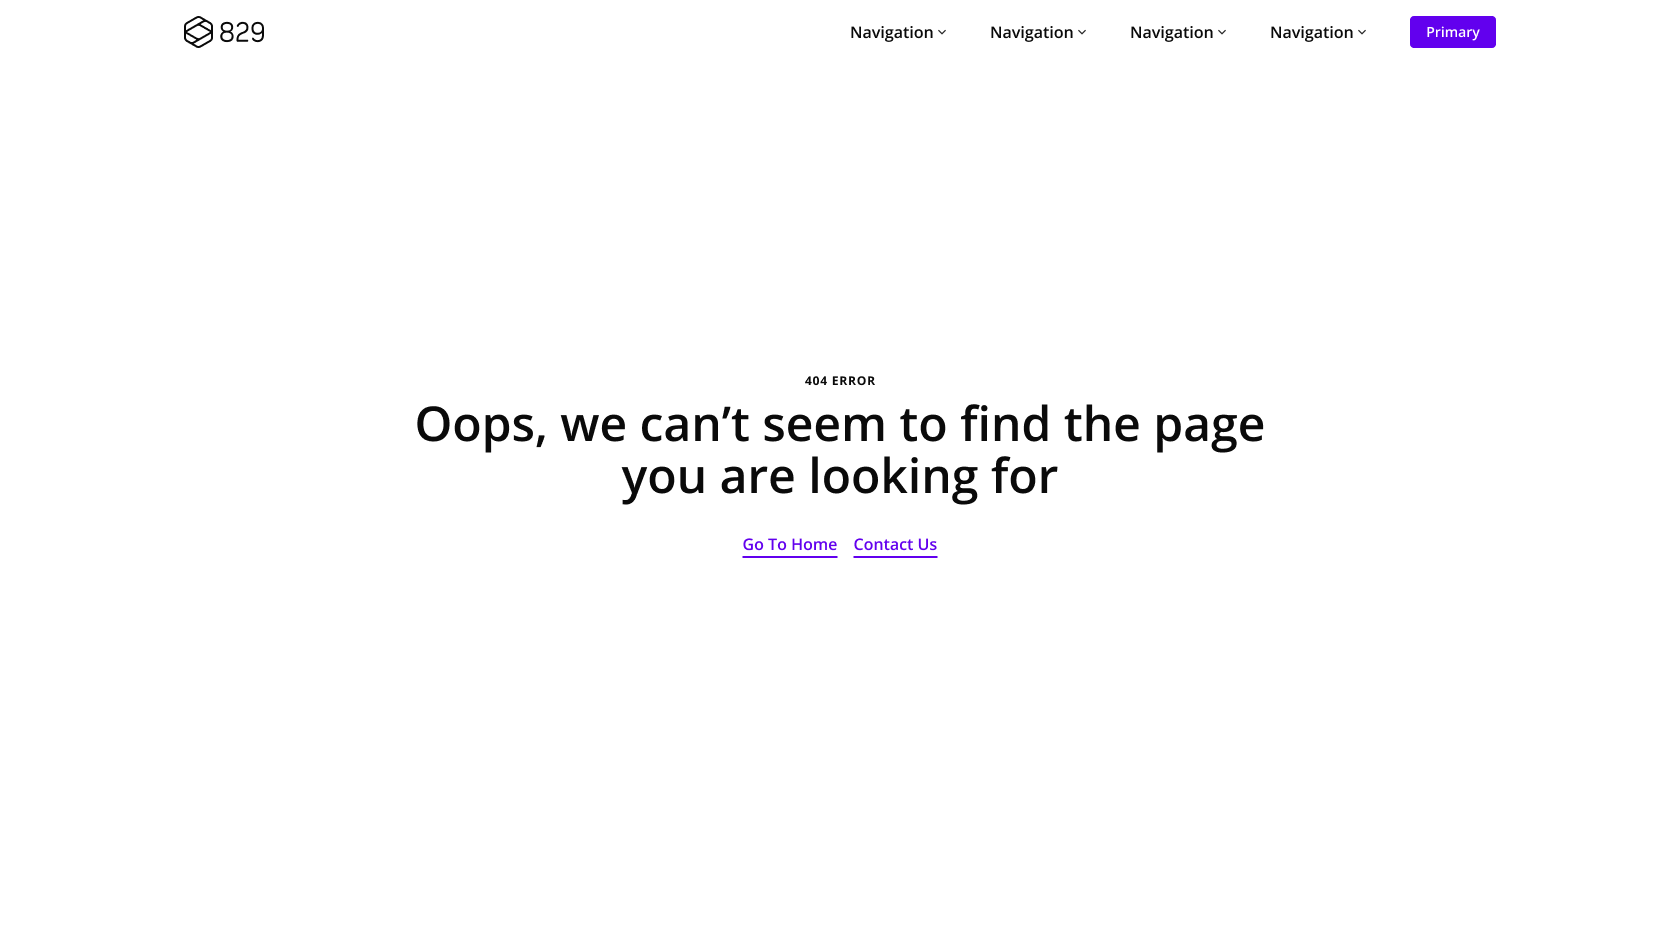 829
Navigation Navigation Navigation Navigation Primary
404 ERROR
Oops, we can’t seem to find the page
you are looking for
Go To Home Contact Us